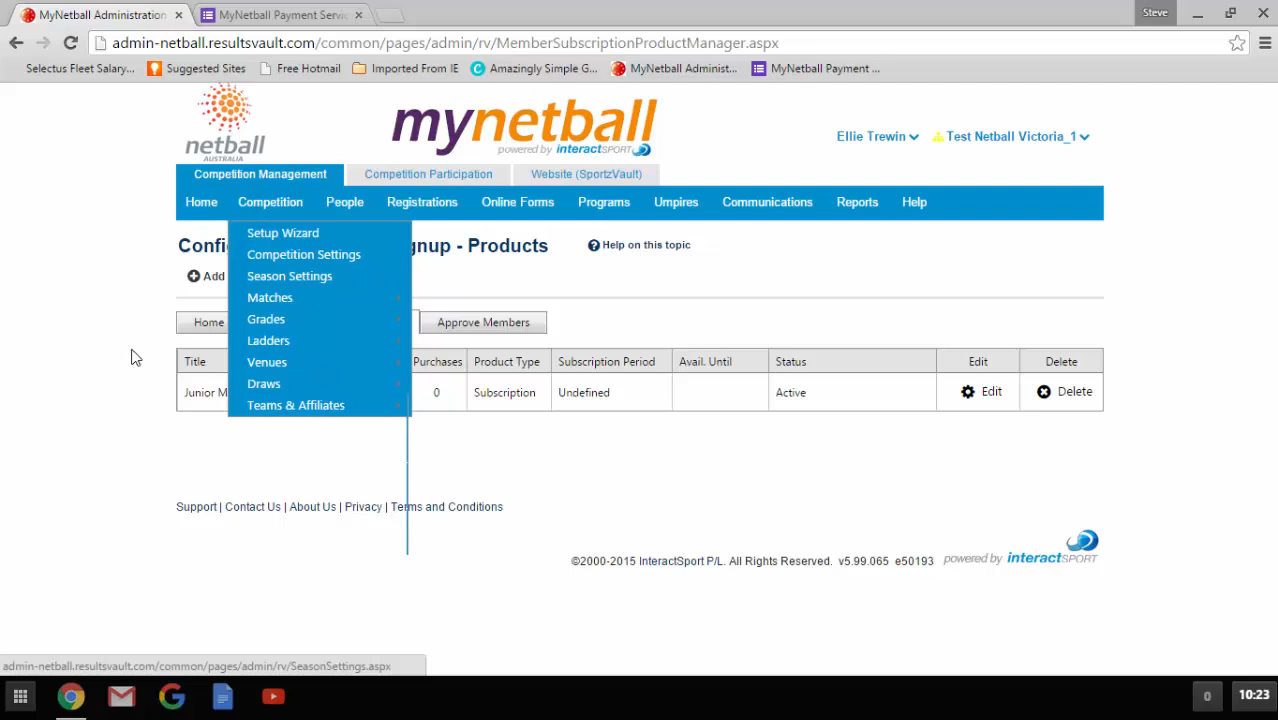 MyNetball Administration
MyNetball Payment Servic
Steve
admin-netball.resultsvault.com/common/pages/admin/rv/MemberSubscriptionProductManager.aspx
Selectus Fleet Salary... Suggested Sites Free Hotmail Imported From IE Amazingly Simple G... MyNetball Administ... MyNetball Payment ...
netball
AUSTRALIA
mynetball
powered by interactSPORT
Ellie Trewin Test Netball Victoria_1
Competition Management Competition Participation Website (SportzVault)
Home Competition People Registrations Online Forms Programs Umpires Communications Reports Help
Setup Wizard
Competition Settings
Season Settings
Matches
Grades
Ladders
Venues
Draws
Teams & Affiliates
Confi gnup - Products Help on this topic
Add
Home Approve Members
Title Purchases Product Type Subscription Period Avail. Until Status Edit Delete
Junior M 0 Subscription Undefined Active Edit Delete
Support | Contact Us | About Us | Privacy | Terms and Conditions
©2000-2015 InteractSport P/L. All Rights Reserved. v5.99.065 e50193 powered by interactSPORT
admin-netball.resultsvault.com/common/pages/admin/rv/SeasonSettings.aspx
0 10:23